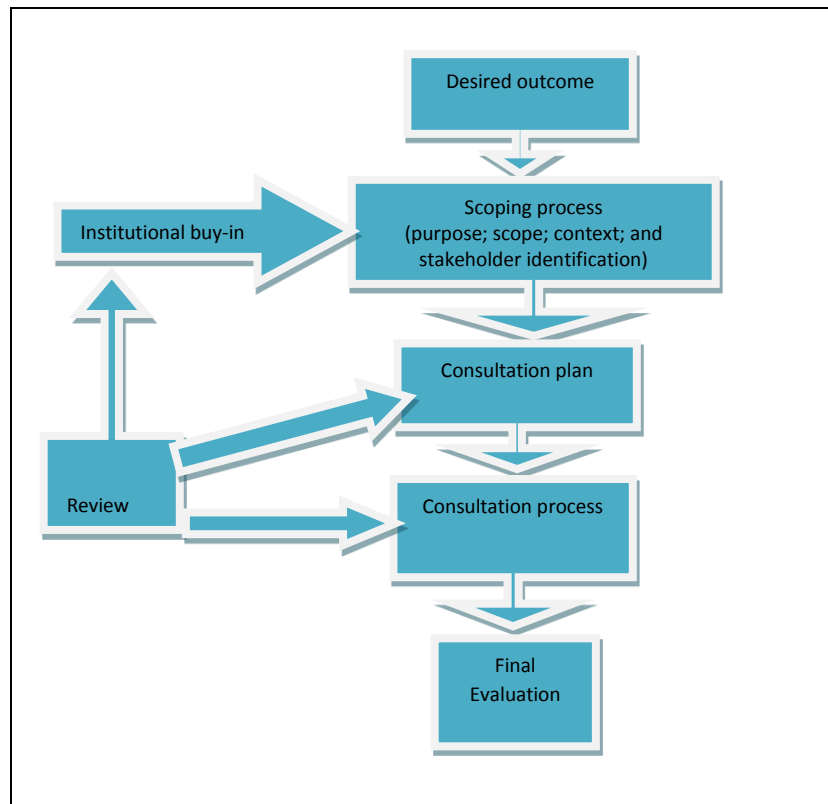 Desired outcome
Scoping process
(purpose; scope; context; and
stakeholder identification)
Institutional buy-in
Consultation plan
Review
Consultation process
Final
Evaluation